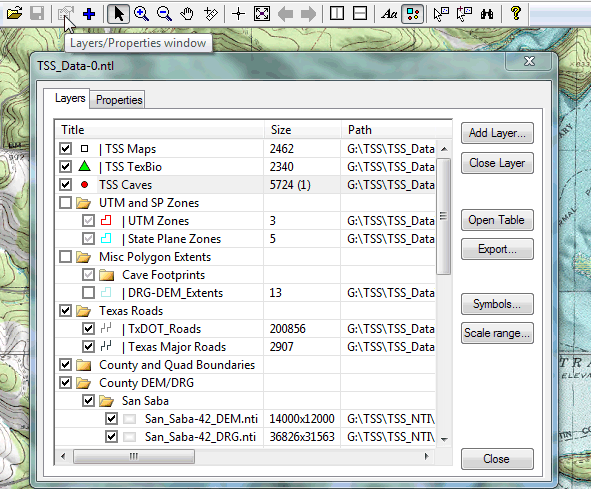 Aa
?
Layers/Properties window
TSS_Data-0.ntl
Layers Properties
Title Size Path
| TSS Maps 2462 G:\TSS\TSS_Data
| TSS TexBio 2340 G:\TSS\TSS_Data
TSS Caves 5724 (1) G:\TSS\TSS_Data
UTM and SP Zones
| UTM Zones 3 G:\TSS\TSS_Data
| State Plane Zones 5 G:\TSS\TSS_Data
Misc Polygon Extents
Cave Footprints
| DRG-DEM_Extents 13 G:\TSS\TSS_Data
Texas Roads
| TxDOT_Roads 200856 G:\TSS\TSS_Data
| Texas Major Roads 2907 G:\TSS\TSS_Data
County and Quad Boundaries
County DEM/DRG
San Saba
San_Saba-42_DEM.nti 14000x12000 G:\TSS\TSS_NTI\
San_Saba-42_DRG.nti 36826x31563 G:\TSS\TSS_NTI\
Add Layer...
Close Layer
Open Table
Export...
Symbols...
Scale range...
Close